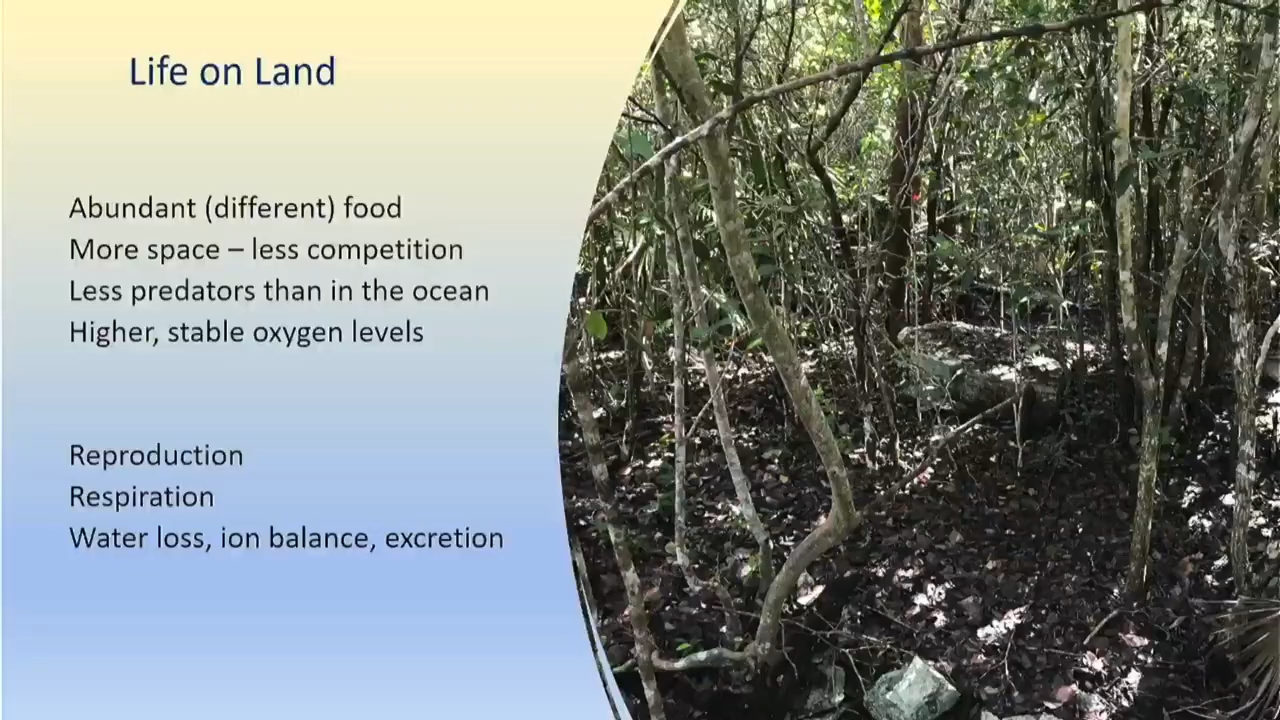 Life on Land
Abundant (different) food
More space – less competition
Less predators than in the ocean
Higher, stable oxygen levels
Reproduction
Respiration
Water loss, ion balance, excretion